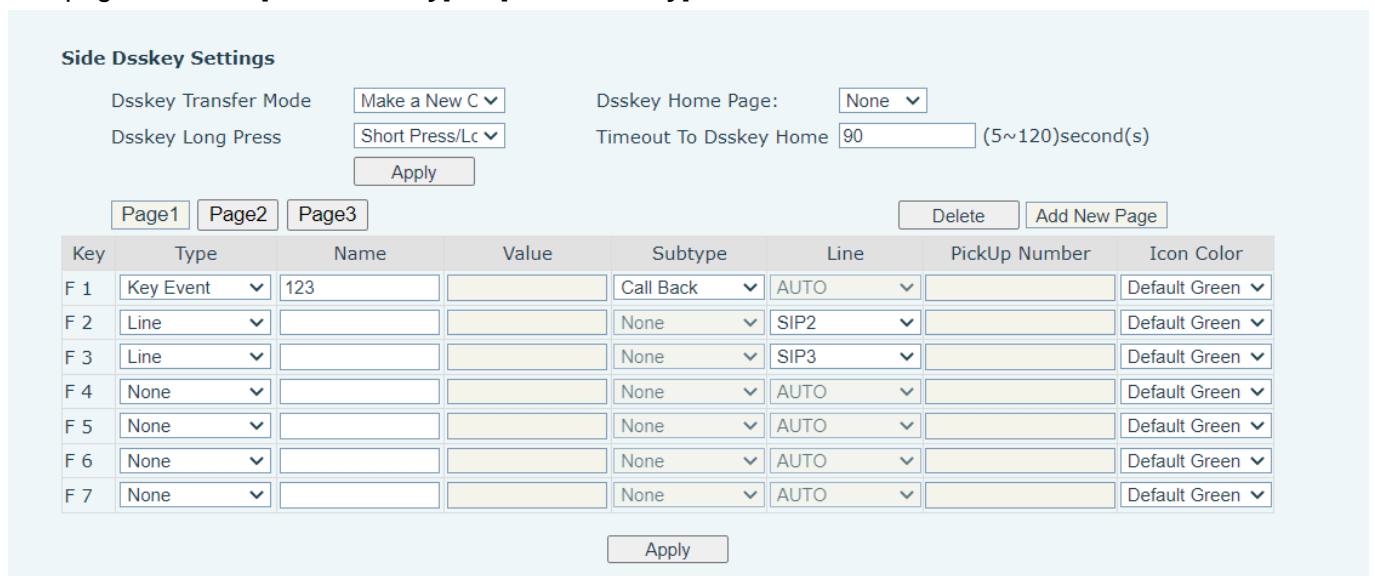 Side Dsskey Settings
Dsskey Transfer Mode Make a New C Dsskey Home Page: None
Dsskey Long Press Short Press/Lc Timeout To Dsskey Home 90 (5~120)second(s)
Apply
Page1 Page2 Page3 Delete Add New Page
Key Type Name Value Subtype Line PickUp Number Icon Color
F 1 Key Event 123 Call Back AUTO Default Green
F 2 Line None SIP2 Default Green
F 3 Line None SIP3 Default Green
F 4 None None AUTO Default Green
F 5 None None AUTO Default Green
F 6 None None AUTO Default Green
F 7 None None AUTO Default Green
Apply